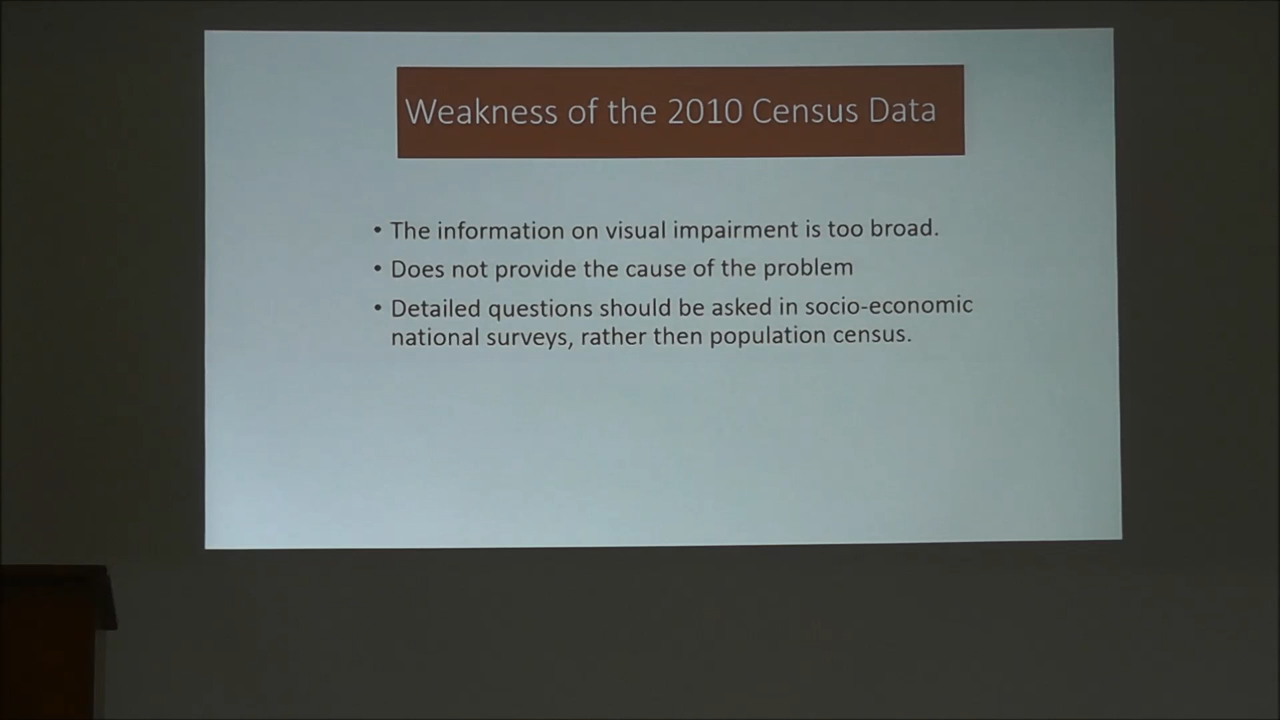 Weakness of the 2010 Census Data
• The information on visual impairment is too broad.
• Does not provide the cause of the problem
• Detailed questions should be asked in socio-economic
national surveys, rather then population census.